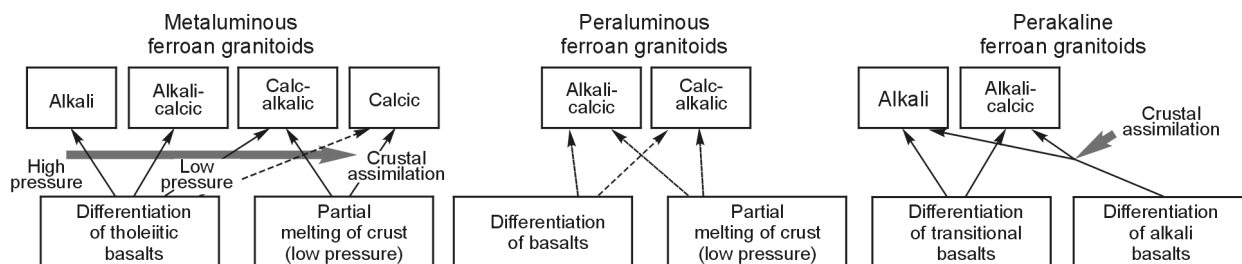 Metaluminous
ferroan granitoids
Alkali
Alkali-
calcic
Calc-
alkalic
Calcic
High
pressure
Low
pressure
Crustal
assimilation
Differentiation
of tholeiitic
basalts
Partial
melting of crust
(low pressure)
Peraluminous
ferroan granitoids
Alkali-
calcic
Calc-
alkalic
Differentiation
of basalts
Partial
melting of crust
(low pressure)
Perakaline
ferroan granitoids
Alkali
Alkali-
calcic
Crustal
assimilation
Differentiation
of transitional
basalts
Differentiation
of alkali
basalts